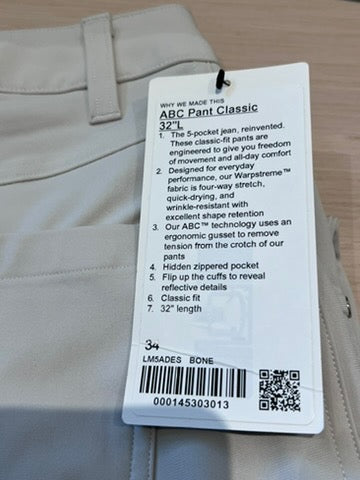 WHY WE MADE THIS
ABC Pant Classic
32"L
1. The 5-pocket jean, reinvented.
These classic-fit pants are
engineered to give you freedom
of movement and all-day comfort
2. Designed for everyday
performance, our Warpstreme™
fabric is four-way stretch,
quick-drying, and
wrinkle-resistant with
excellent shape retention
3. Our ABC™ technology uses an
ergonomic gusset to remove
tension from the crotch of our
pants
4. Hidden zippered pocket
5. Flip up the cuffs to reveal
reflective details
6. Classic fit
7. 32" length
34
LM5ADES BONE
000145303013